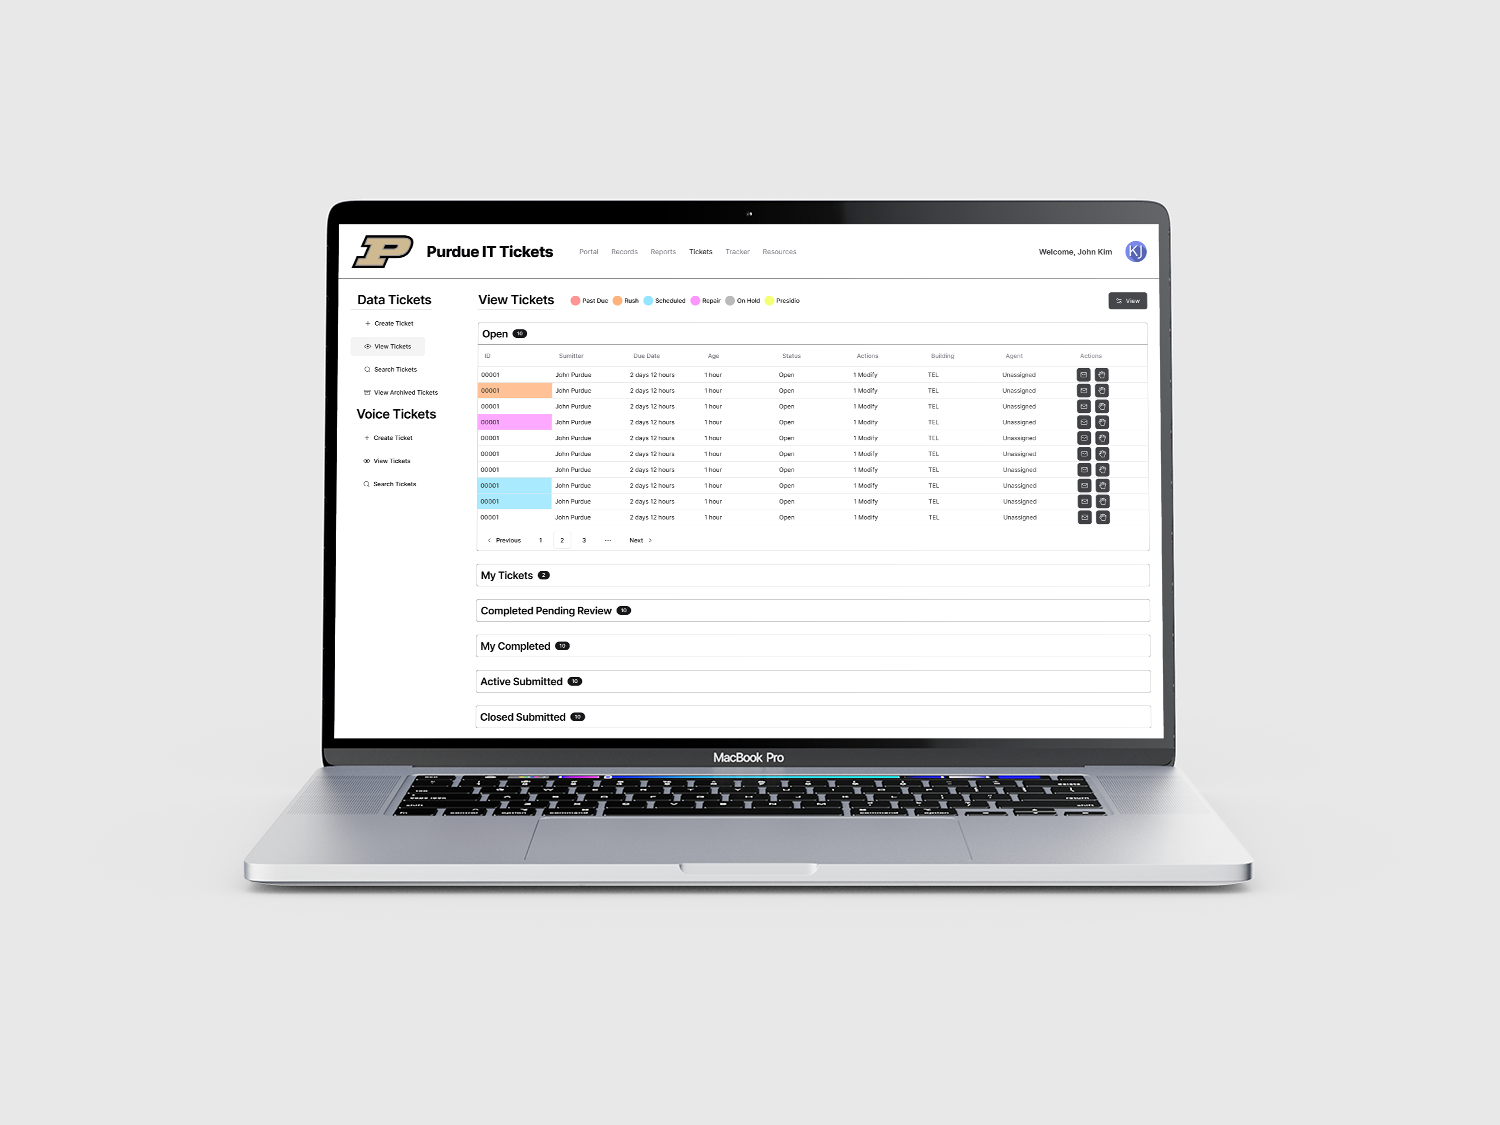 P
Purdue IT Tickets
Portal Records Reports Tickets Tracker Resources
Welcome, John Kim
KJ
Data Tickets
Create Ticket
View Tickets
Search Tickets
View Archived Tickets
Voice Tickets
Create Ticket
View Tickets
Search Tickets
View Tickets
Past Due Rush Scheduled Repair On Hold Presidio
View
Open 10
ID Sumitter Due Date Age Status Actions Building Agent Actions
00001 John Purdue 2 days 12 hours 1 hour Open 1 Modify TEL Unassigned
00001 John Purdue 2 days 12 hours 1 hour Open 1 Modify TEL Unassigned
00001 John Purdue 2 days 12 hours 1 hour Open 1 Modify TEL Unassigned
00001 John Purdue 2 days 12 hours 1 hour Open 1 Modify TEL Unassigned
00001 John Purdue 2 days 12 hours 1 hour Open 1 Modify TEL Unassigned
00001 John Purdue 2 days 12 hours 1 hour Open 1 Modify TEL Unassigned
00001 John Purdue 2 days 12 hours 1 hour Open 1 Modify TEL Unassigned
00001 John Purdue 2 days 12 hours 1 hour Open 1 Modify TEL Unassigned
00001 John Purdue 2 days 12 hours 1 hour Open 1 Modify TEL Unassigned
00001 John Purdue 2 days 12 hours 1 hour Open 1 Modify TEL Unassigned
Previous 1 2 3 ... Next
My Tickets 2
Completed Pending Review 10
My Completed 10
Active Submitted 10
Closed Submitted 10
MacBook Pro